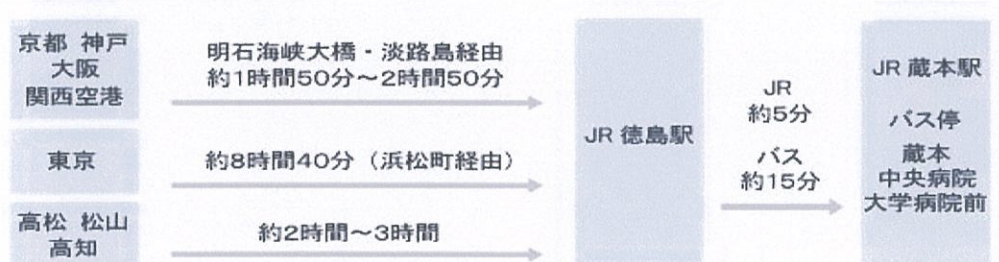 京都 神戸
大阪
関西空港
明石海峡大橋・淡路島経由
約1時間50分～2時間50分
東京
約8時間40分（浜松町経由）
高松 松山
高知
約2時間～3時間
JR 徳島駅
JR
約5分
バス
約15分
JR 蔵本駅
バス停
蔵本
中央病院
大学病院前